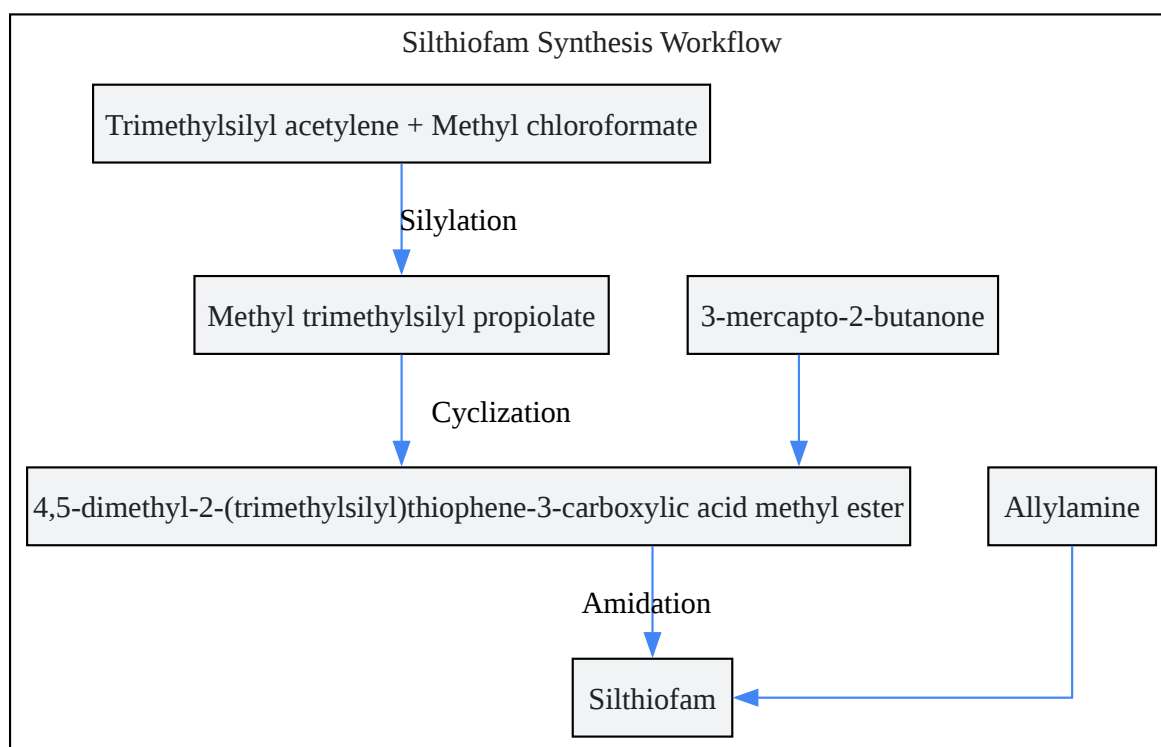 Silthiofam Synthesis Workflow
Trimethylsilyl acetylene + Methyl chloroformate
Silylation
Methyl trimethylsilyl propiolate
3-mercapto-2-butanone
Cyclization
4,5-dimethyl-2-(trimethylsilyl)thiophene-3-carboxylic acid methyl ester
Allylamine
Amidation
Silthiofam